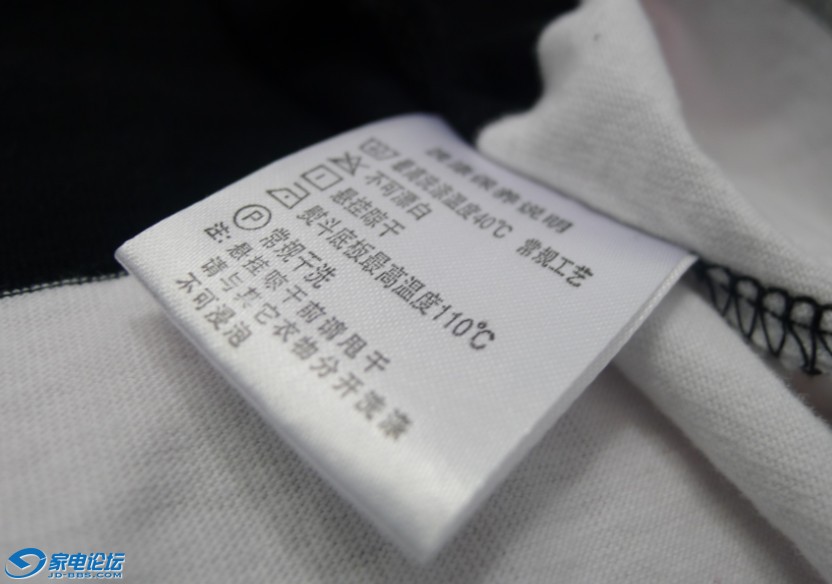 洗涤保养说明
最高洗涤温度40℃ 常规工艺
不可漂白
悬挂晾干
熨斗底板最高温度110℃
P 常规干洗
注: 悬挂晾干前请甩干
请与其它衣物分开洗涤
不可浸泡
家电论坛
JD-BBS.COM